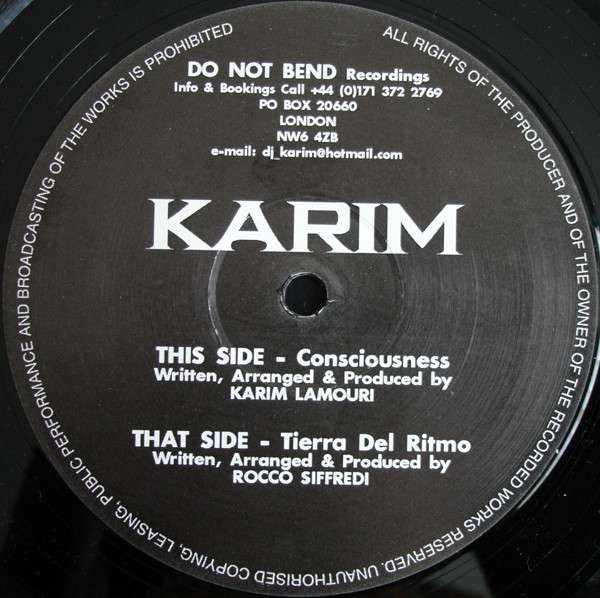 ALL RIGHTS OF THE PRODUCER AND OF THE OWNER OF THE RECORDED WORKS RESERVED. UNAUTHORISED COPYING, LEASING, PUBLIC PERFORMANCE AND BROADCASTING OF THE WORKS IS PROHIBITED
DO NOT BEND Recordings
Info & Bookings Call +44 (0)171 372 2769
PO BOX 20660
LONDON
NW6 4ZB
e-mail: dj_karim@hotmail.com
KARIM
THIS SIDE - Consciousness
Written, Arranged & Produced by
KARIM LAMOURI
THAT SIDE - Tierra Del Ritmo
Written, Arranged & Produced by
ROCCO SIFFREDI